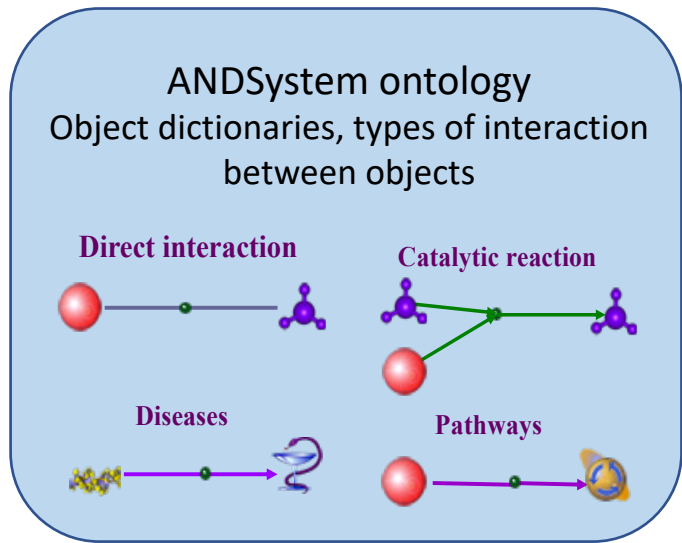 ANDSystem ontology
Object dictionaries, types of interaction
between objects
Direct interaction
Catalytic reaction
Diseases
Pathways